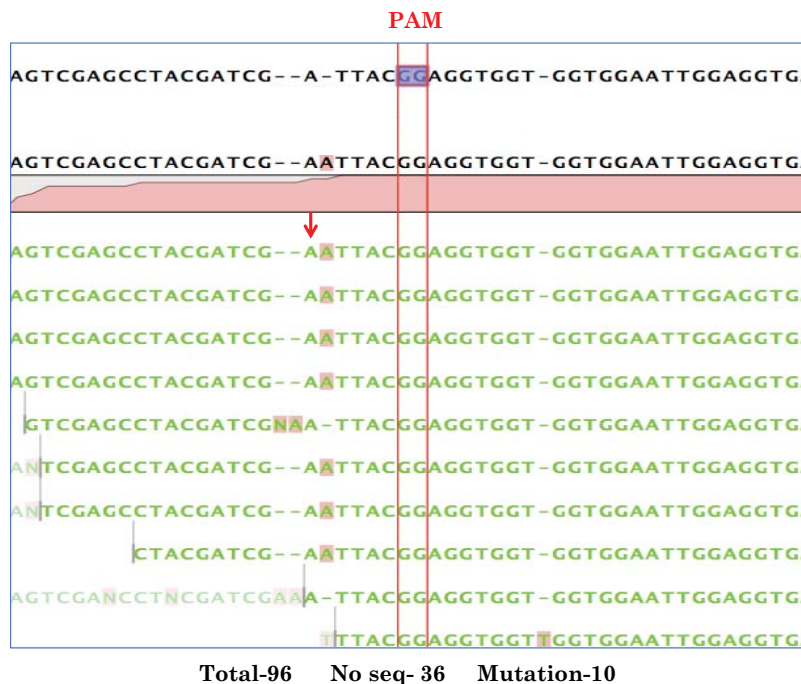 PAM
AGTCGAGCCTACGATCG--A-TTACGGAGGTGGT-GGTGGAATTGGAGGTG
AGTCGAGCCTACGATCG--AATTACGGAGGTGGT-GGTGGAATTGGAGGTG
AGTCGAGCCTACGATCG--AATTACGGAGGTGGT-GGTGGAATTGGAGGTG
AGTCGAGCCTACGATCG--AATTACGGAGGTGGT-GGTGGAATTGGAGGTG
AGTCGAGCCTACGATCG--AATTACGGAGGTGGT-GGTGGAATTGGAGGTG
AGTCGAGCCTACGATCG--AATTACGGAGGTGGT-GGTGGAATTGGAGGTG
GTCGAGCCTACGATCGNAA-TTACGGAGGTGGT-GGTGGAATTGGAGGTG
ANTCGAGCCTACGATCG--AATTACGGAGGTGGT-GGTGGAATTGGAGGTG
ANTCGAGCCTACGATCG--AATTACGGAGGTGGT-GGTGGAATTGGAGGTG
CTACGATCG--AATTACGGAGGTGGT-GGTGGAATTGGAGGTG
AGTCGANCCTNCGATCGAAA-TTACGGAGGTGGT-GGTGGAATTGGAGGTG
TTTACGGAGGTGGTTGGTGGAATTGGAGGTG
Total-96 No seq- 36 Mutation-10